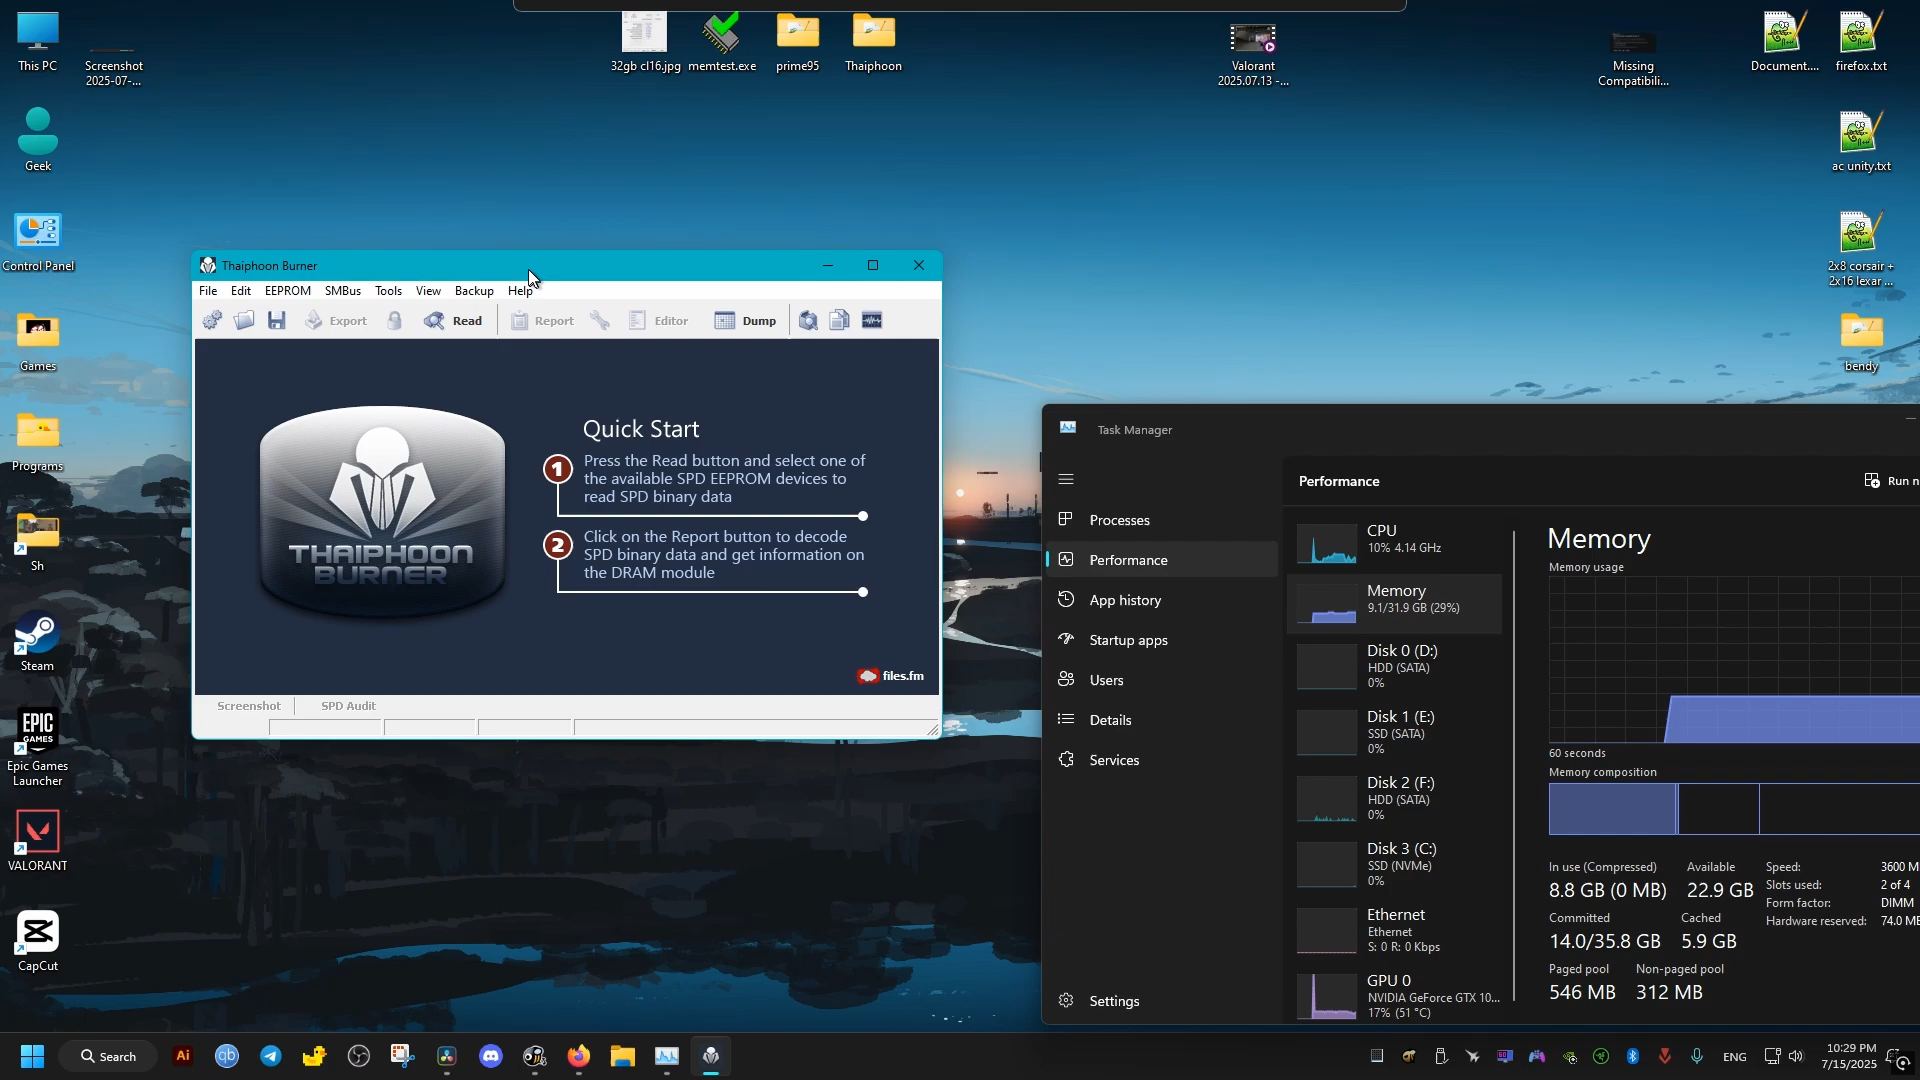 This PC
Screenshot
2025-07-...
32gb cl16.jpg
memtest.exe
prime95
Thaiphoon
Valorant
2025.07.13 -...
Missing
Compatibili...
Document....
firefox.txt
Geek
ac unity.txt
Control Panel
2x8 corsair +
2x16 lexar ...
Games
bendy
Programs
Sh
Steam
EPIC
GAMES
Epic Games
Launcher
VALORANT
CapCut
Thaiphoon Burner
File Edit EEPROM SMBus Tools View Backup Help
Export Read Report Editor Dump
THAIPHOON
BURNER
Quick Start
1 Press the Read button and select one of
the available SPD EEPROM devices to
read SPD binary data
2 Click on the Report button to decode
SPD binary data and get information on
the DRAM module
files.fm
Screenshot SPD Audit
Task Manager
Processes
Performance
App history
Startup apps
Users
Details
Services
Settings
Performance
Run n
CPU
10% 4.14 GHz
Memory
9.1/31.9 GB (29%)
Disk 0 (D:)
HDD (SATA)
0%
Disk 1 (E:)
SSD (SATA)
0%
Disk 2 (F:)
HDD (SATA)
0%
Disk 3 (C:)
SSD (NVMe)
0%
Ethernet
Ethernet
S: 0 R: 0 Kbps
GPU 0
NVIDIA GeForce GTX 10...
17% (51 °C)
Memory
Memory usage
60 seconds
Memory composition
In use (Compressed)
8.8 GB (0 MB)
Available
22.9 GB
Committed
14.0/35.8 GB
Cached
5.9 GB
Paged pool
546 MB
Non-paged pool
312 MB
Speed: 3600 M
Slots used: 2 of 4
Form factor: DIMM
Hardware reserved: 74.0 ME
Search
Ai
qb
ENG
10:29 PM
7/15/2025